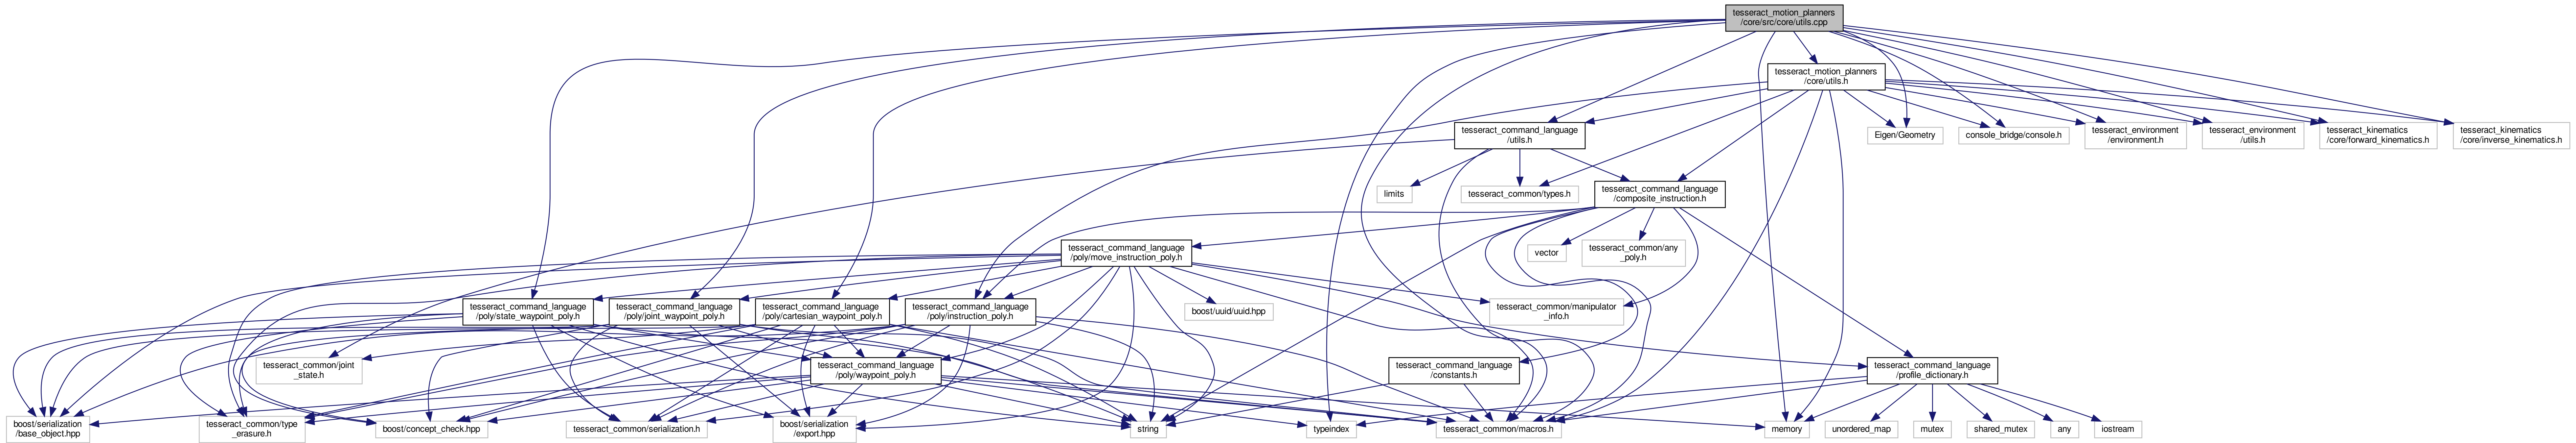 tesseract_motion_planners
/core/src/core/utils.cpp
tesseract_motion_planners
/core/utils.h
tesseract_command_language
/utils.h
Eigen/Geometry
console_bridge/console.h
tesseract_environment
/environment.h
tesseract_environment
/utils.h
tesseract_kinematics
/core/forward_kinematics.h
tesseract_kinematics
/core/inverse_kinematics.h
limits
tesseract_common/types.h
tesseract_command_language
/composite_instruction.h
tesseract_command_language
/poly/move_instruction_poly.h
vector
tesseract_common/any
_poly.h
tesseract_command_language
/poly/state_waypoint_poly.h
tesseract_command_language
/poly/joint_waypoint_poly.h
tesseract_command_language
/poly/cartesian_waypoint_poly.h
tesseract_command_language
/poly/instruction_poly.h
boost/uuid/uuid.hpp
tesseract_common/manipulator
_info.h
tesseract_common/joint
_state.h
tesseract_command_language
/poly/waypoint_poly.h
tesseract_command_language
/constants.h
tesseract_command_language
/profile_dictionary.h
boost/serialization
/base_object.hpp
tesseract_common/type
_erasure.h
boost/concept_check.hpp
tesseract_common/serialization.h
boost/serialization
/export.hpp
string
typeindex
tesseract_common/macros.h
memory
unordered_map
mutex
shared_mutex
any
iostream